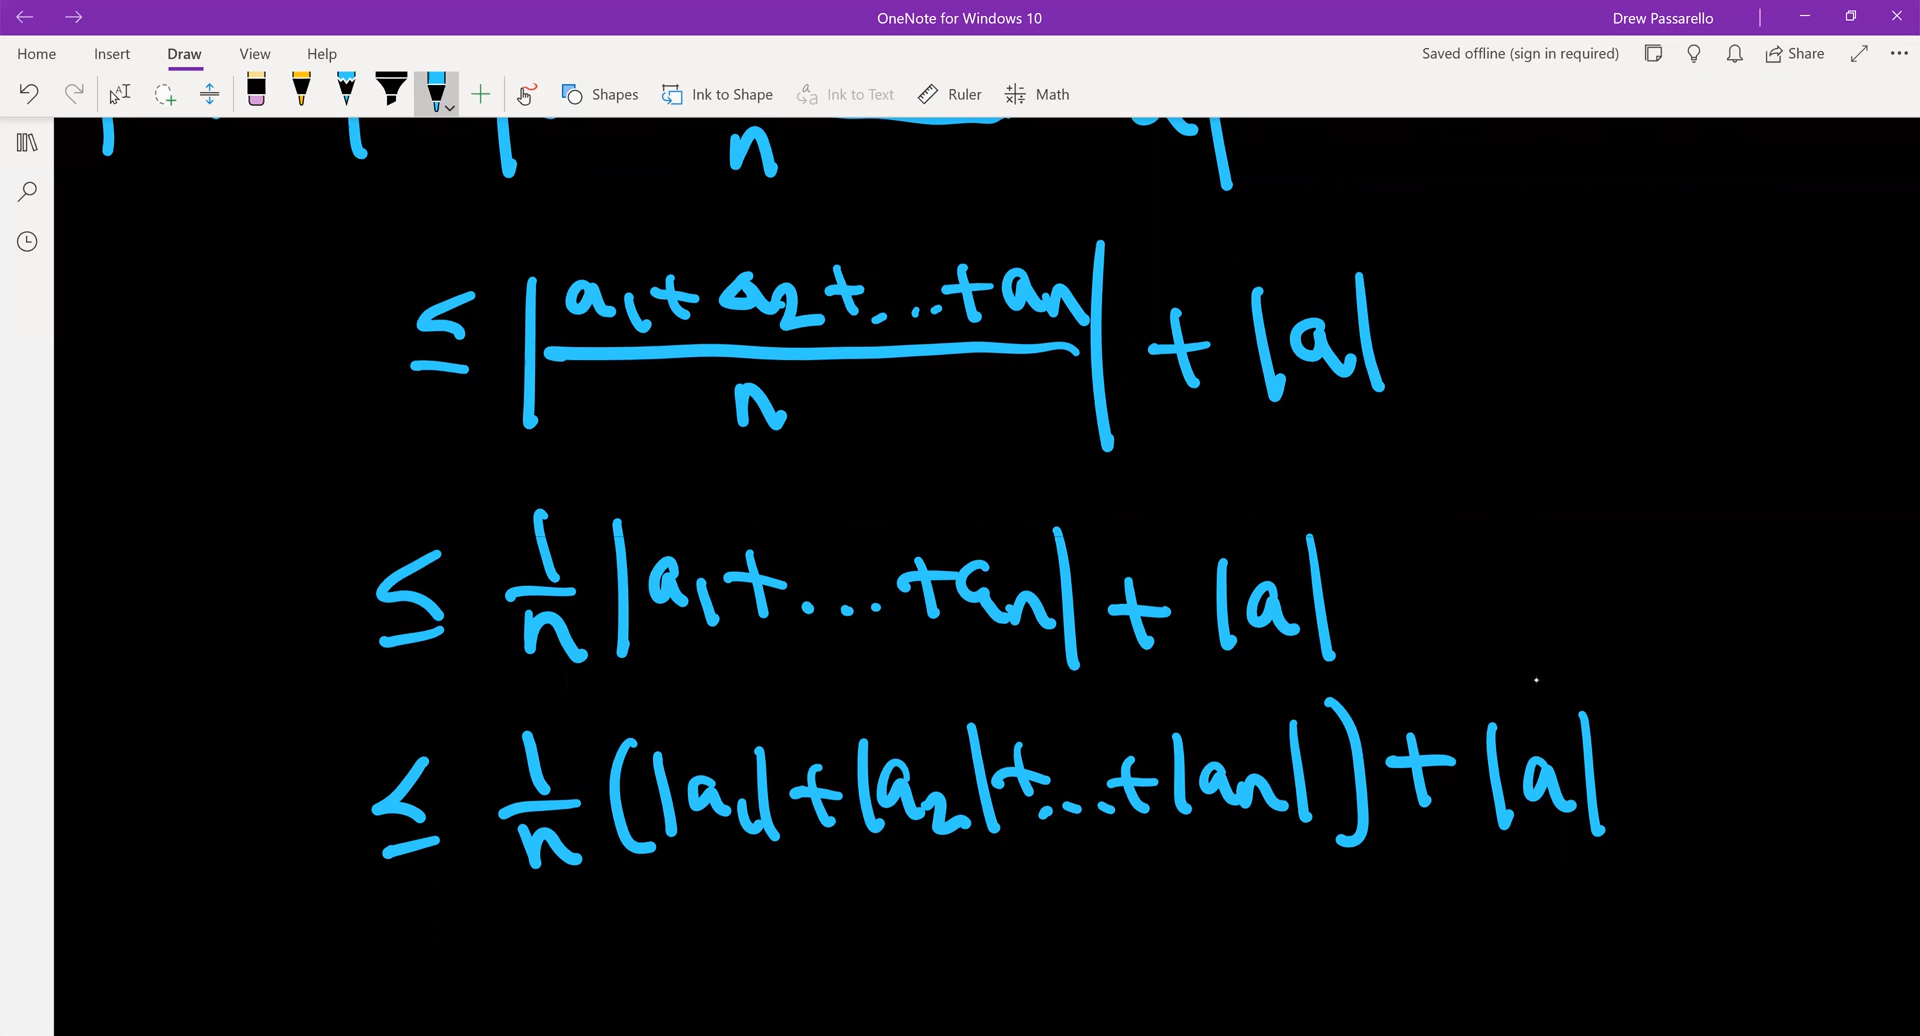 OneNote for Windows 10
Drew Passarello
Home Insert Draw View Help
Saved offline (sign in required) Share
Shapes Ink to Shape Ink to Text Ruler Math
n
≤ |(a₁ + a₂ + ... + aₙ)/n| + |a|
≤ 1/n |a₁ + ... + aₙ| + |a|
≤ 1/n (|a₁| + |a₂| + ... + |aₙ|) + |a|